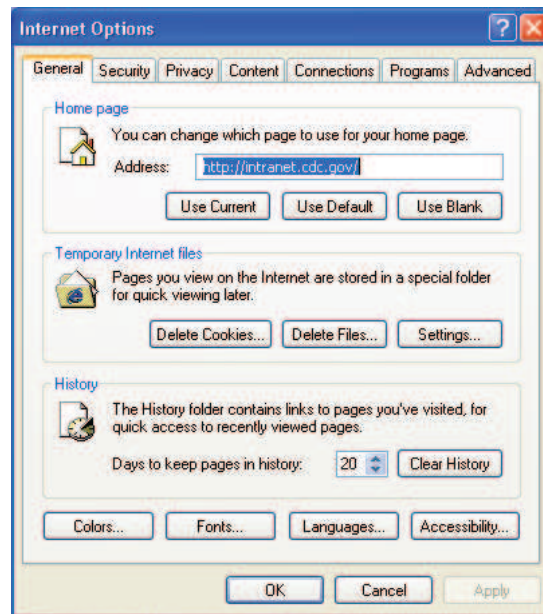 Internet Options
General Security Privacy Content Connections Programs Advanced
Home page
You can change which page to use for your home page.
Address: http://intranet.cdc.gov/
Use Current Use Default Use Blank
Temporary Internet files
Pages you view on the Internet are stored in a special folder
for quick viewing later.
Delete Cookies... Delete Files... Settings...
History
The History folder contains links to pages you've visited, for
quick access to recently viewed pages.
Days to keep pages in history: 20 Clear History
Colors... Fonts... Languages... Accessibility...
OK Cancel Apply